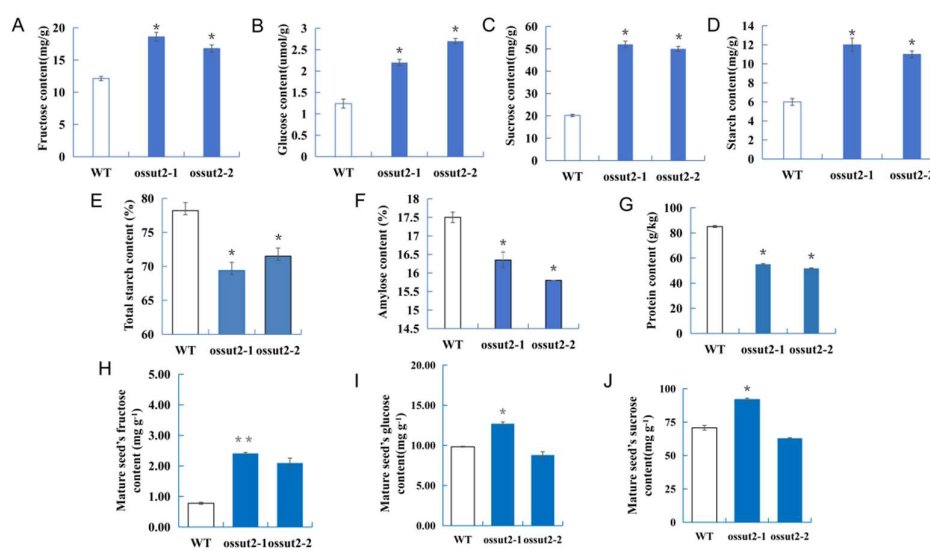 A
Fructose content(mg/g)
20
15
10
5
0
*
*
WT ossut2-1 ossut2-2
B
Glucose content(umol/g)
3
2.5
2
1.5
1
0.5
0
*
*
WT ossut2-1 ossut2-2
C
Sucrose content(mg/g)
60
50
40
30
20
10
0
*
*
WT ossut2-1 ossut2-2
D
Starch content(mg/g)
14
12
10
8
6
4
2
0
*
*
WT ossut2-1 ossut2-2
E
Total starch content (%)
80
75
70
65
60
*
*
WT ossut2-1 ossut2-2
F
Amylose content (%)
18
17.5
17
16.5
16
15.5
15
14.5
*
*
WT ossut2-1 ossut2-2
G
Protein content (g/kg)
100
80
60
40
20
0
*
*
WT ossut2-1 ossut2-2
H
Mature seed's fructose
content (mg g-1)
5.00
4.00
3.00
2.00
1.00
0.00
* *
WT ossut2-1 ossut2-2
I
Mature seed's glucose
content(mg g-1)
20.00
15.00
10.00
5.00
0.00
*
WT ossut2-1 ossut2-2
J
Mature seed's sucrose
content(mg g-1)
100
75
50
25
0
*
WT ossut2-1 ossut2-2